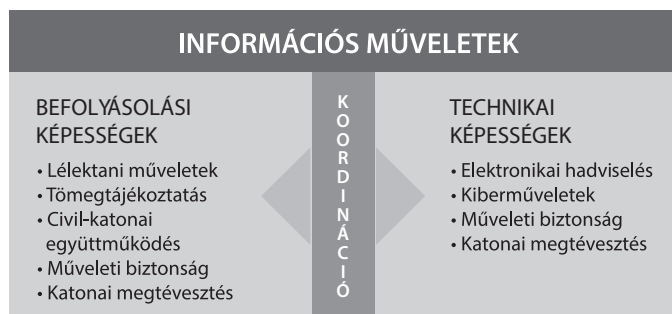 INFORMÁCIÓS MŰVELETEK
BEFOLYÁSOLÁSI
KÉPESSÉGEK
• Lélektani műveletek
• Tömegtájékoztatás
• Civil-katonai
együttműködés
• Műveleti biztonság
• Katonai megtévesztés
KOORDINÁCIÓ
TECHNIKAI
KÉPESSÉGEK
• Elektronikai hadviselés
• Kiberműveletek
• Műveleti biztonság
• Katonai megtévesztés